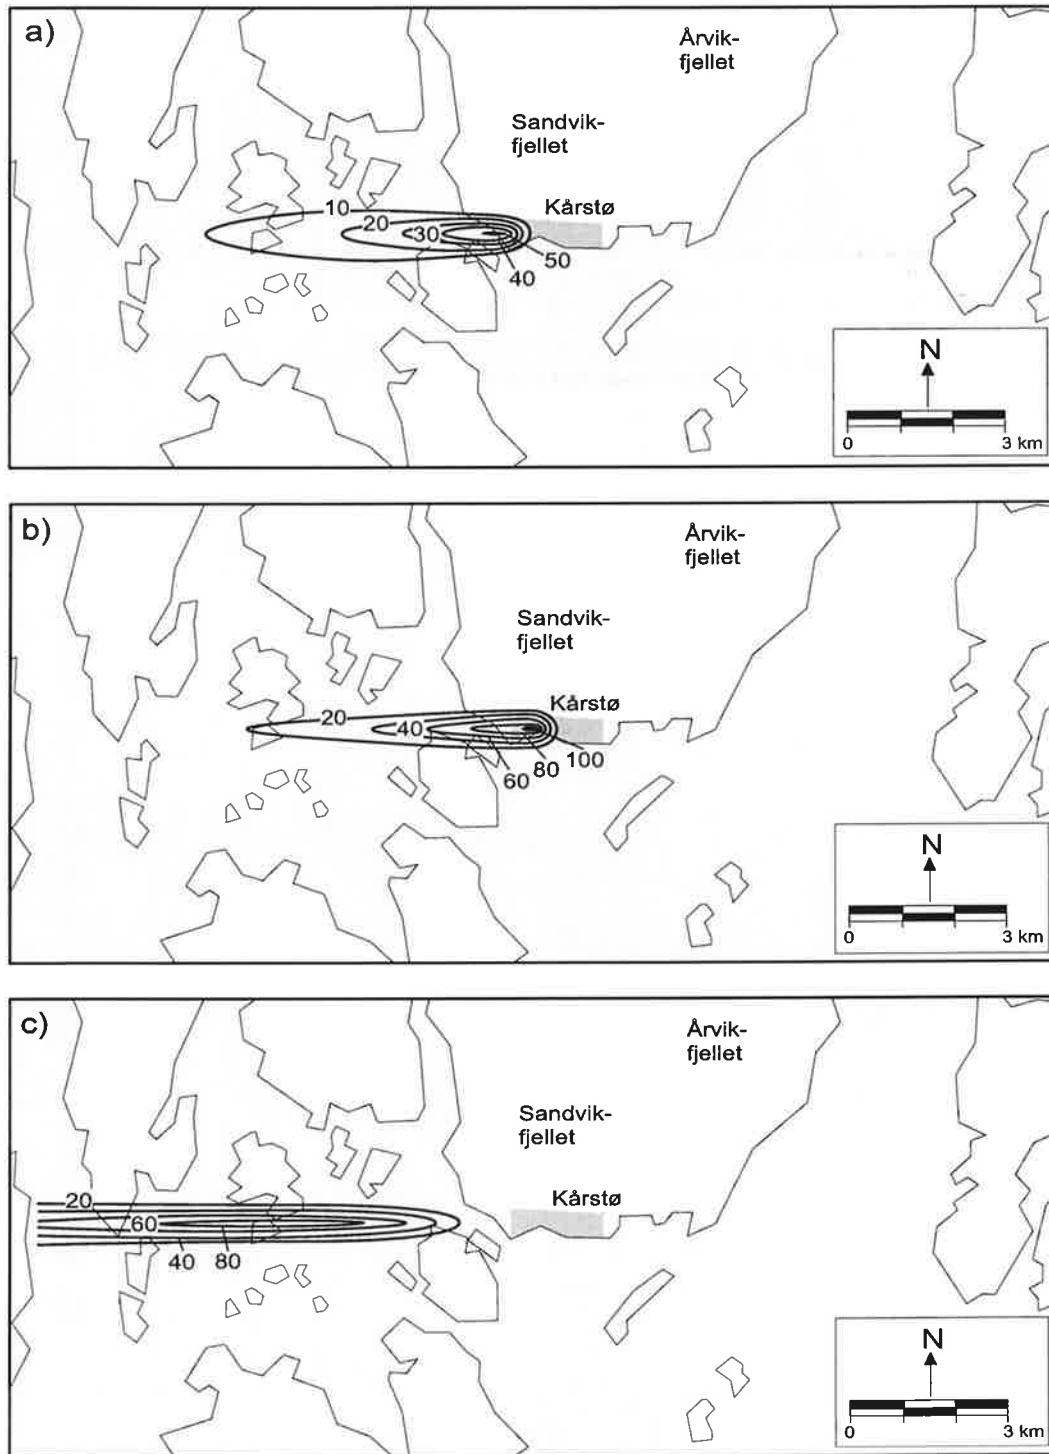 a)
Årvik-
fjellet
Sandvik-
fjellet
Kårstø
10
20
30
50
40
N
0 3 km
b)
Årvik-
fjellet
Sandvik-
fjellet
Kårstø
20
40
100
80
60
N
0 3 km
c)
Årvik-
fjellet
Sandvik-
fjellet
Kårstø
20
60
40 80
N
0 3 km